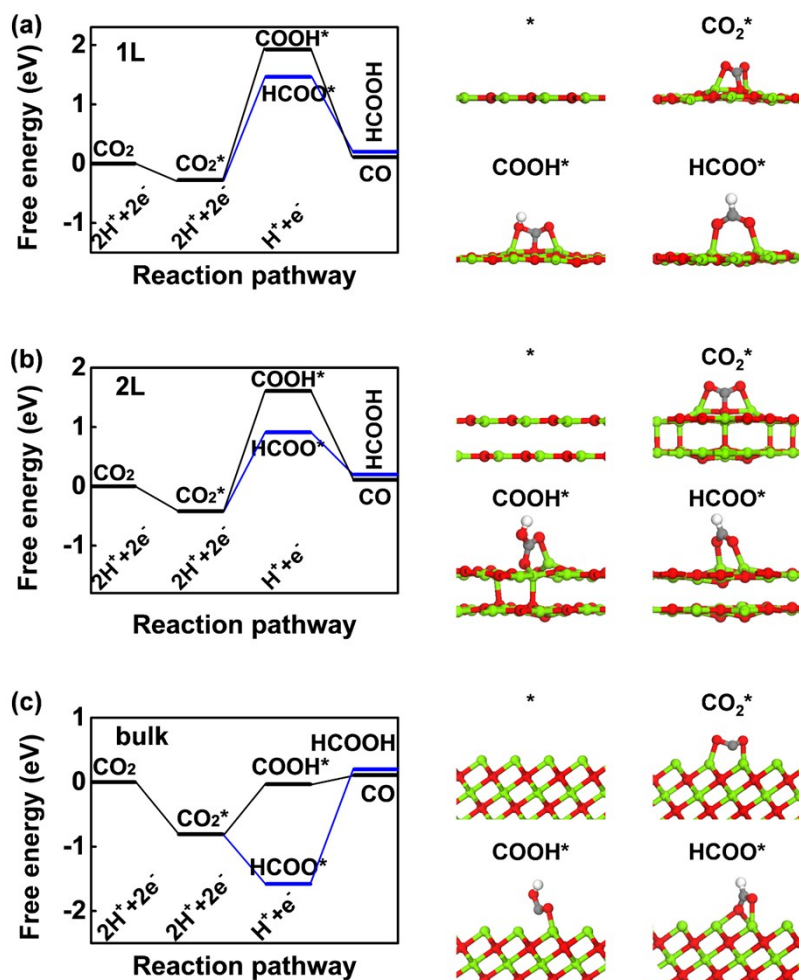 (a)
Free energy (eV)
2
1
0
-1
1L
CO₂
CO₂*
COOH*
HCOO*
HCOOH
CO
2H⁺+2e⁻
2H⁺+2e⁻
H⁺+e⁻
Reaction pathway
*
CO₂*
COOH*
HCOO*
(b)
Free energy (eV)
2
1
0
-1
2L
CO₂
CO₂*
COOH*
HCOO*
HCOOH
CO
2H⁺+2e⁻
2H⁺+2e⁻
H⁺+e⁻
Reaction pathway
*
CO₂*
COOH*
HCOO*
(c)
Free energy (eV)
1
0
-1
-2
bulk
CO₂
CO₂*
COOH*
HCOO*
HCOOH
CO
2H⁺+2e⁻
2H⁺+2e⁻
H⁺+e⁻
Reaction pathway
*
CO₂*
COOH*
HCOO*